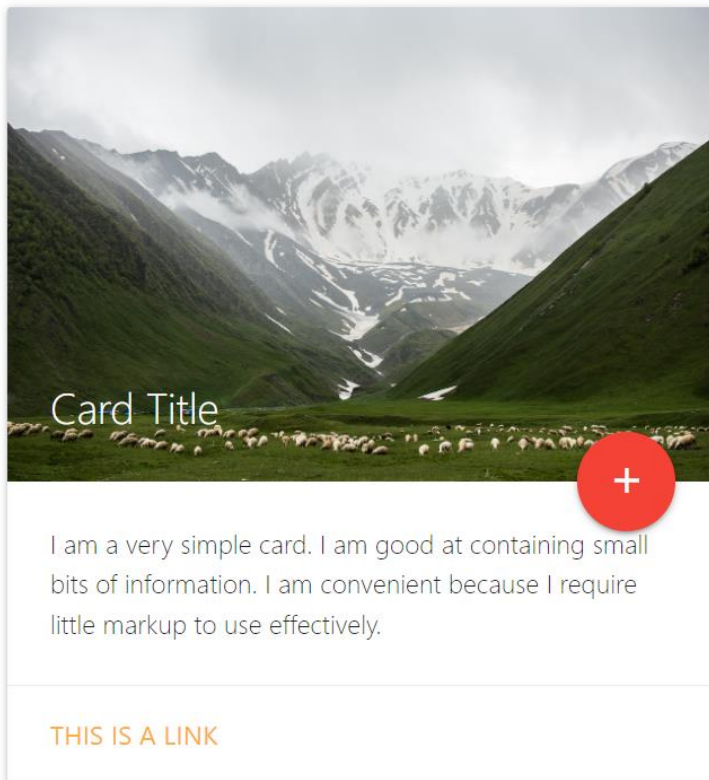 Card Title
+
I am a very simple card. I am good at containing small
bits of information. I am convenient because I require
little markup to use effectively.
THIS IS A LINK